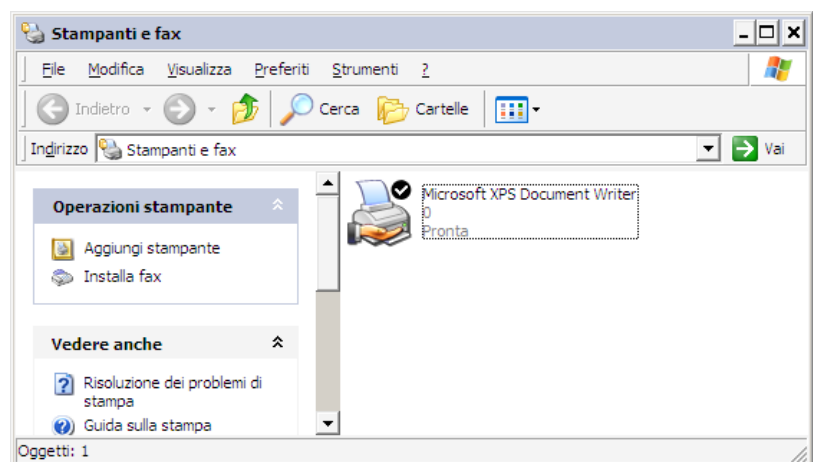 Stampanti e fax
File Modifica Visualizza Preferiti Strumenti ?
Indietro Cerca Cartelle
Indirizzo Stampanti e fax Vai
Operazioni stampante
Aggiungi stampante
Installa fax
Vedere anche
Risoluzione dei problemi di
stampa
Guida sulla stampa
Microsoft XPS Document Writer
0
Pronta
Oggetti: 1